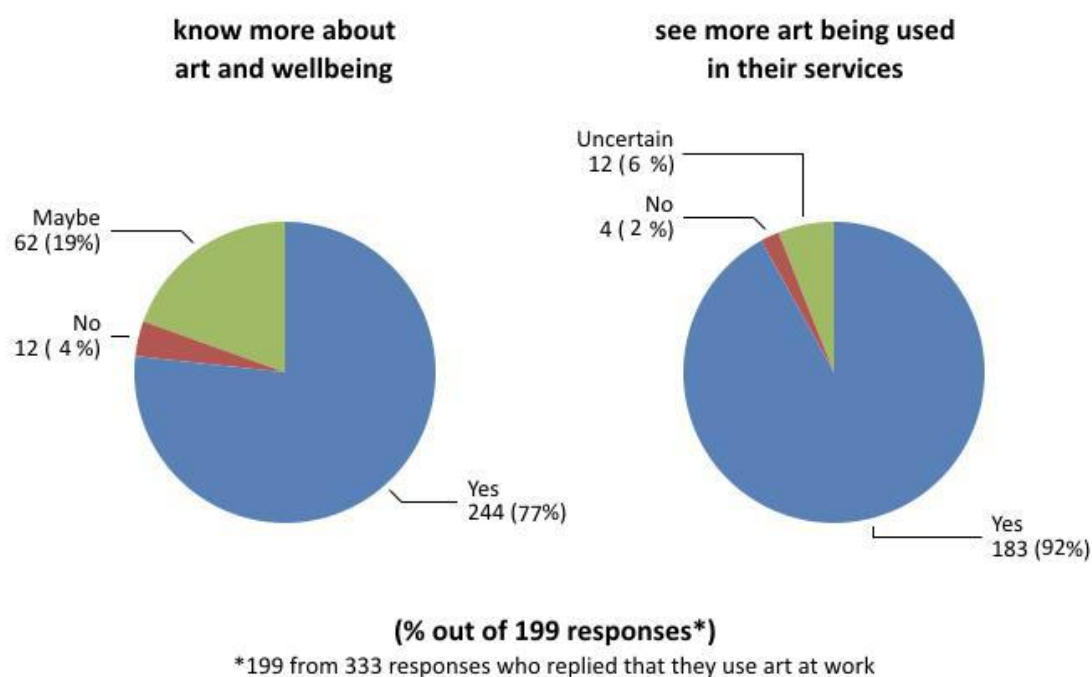 know more about
art and wellbeing
Maybe
62 (19%)
No
12 ( 4 %)
Yes
244 (77%)
see more art being used
in their services
Uncertain
12 (6 %)
No
4 ( 2 %)
Yes
183 (92%)
(% out of 199 responses*)
*199 from 333 responses who replied that they use art at work